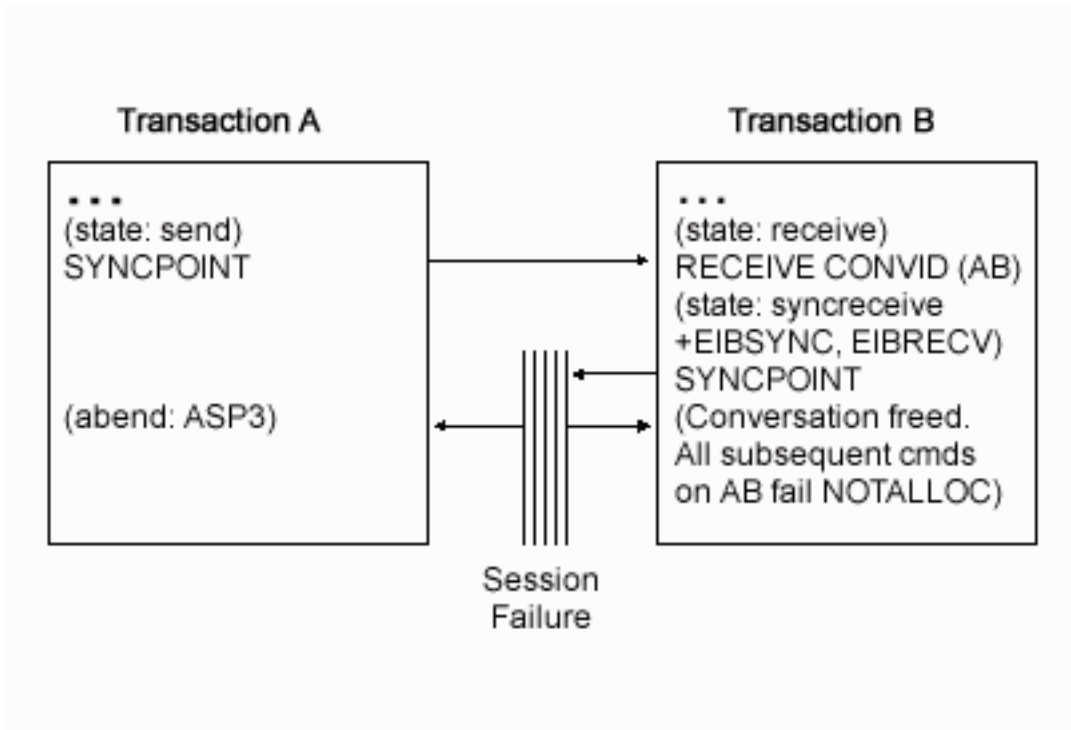 Transaction A
...
(state: send)
SYNCPOINT
(abend: ASP3)
Transaction B
...
(state: receive)
RECEIVE CONVID (AB)
(state: syncreceive
+EIBSYNC, EIBRECV)
SYNCPOINT
(Conversation freed.
All subsequent cmds
on AB fail NOTALLOC)
Session
Failure